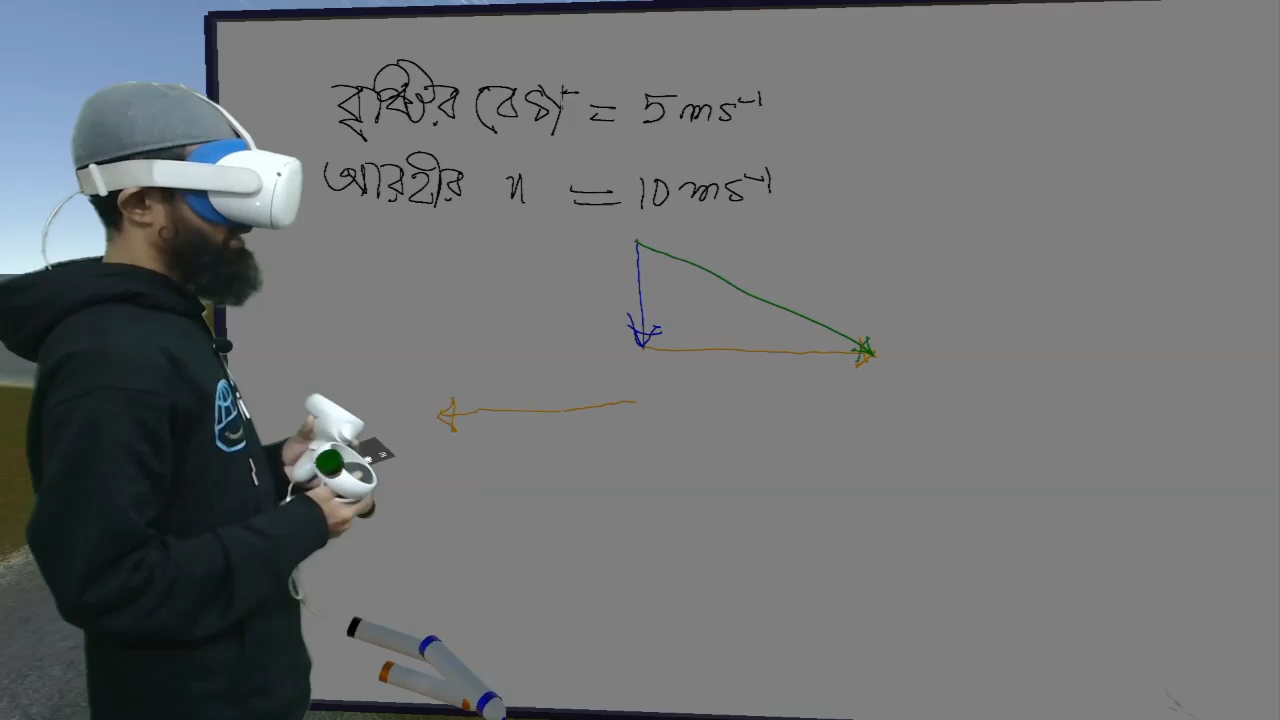 বৃষ্টির বেগ = 5 ms⁻¹
আরোহীর 〃 = 10 ms⁻¹